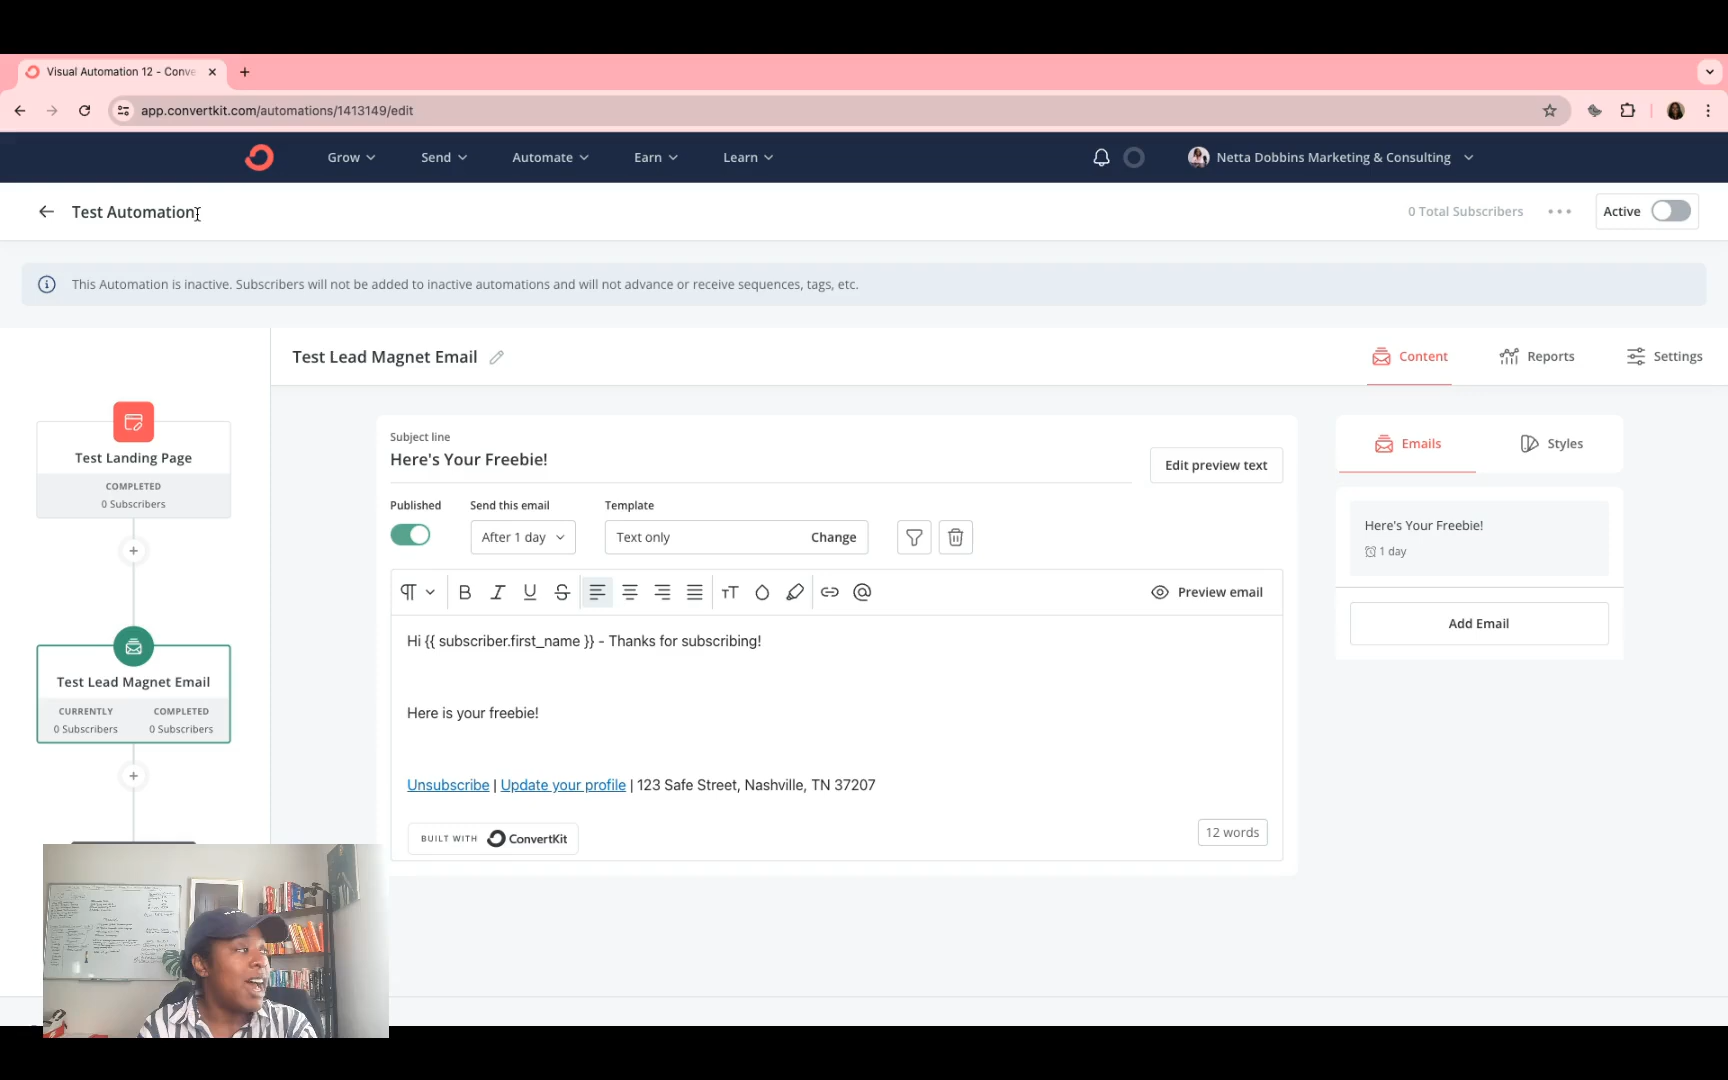 Visual Automation 12 - Conve
app.convertkit.com/automations/1413149/edit
Grow
Send
Automate
Earn
Learn
Netta Dobbins Marketing & Consulting
Test Automation
0 Total Subscribers
Active
This Automation is inactive. Subscribers will not be added to inactive automations and will not advance or receive sequences, tags, etc.
Test Lead Magnet Email
Content
Reports
Settings
Test Landing Page
COMPLETED
0 Subscribers
Test Lead Magnet Email
CURRENTLY
COMPLETED
0 Subscribers
0 Subscribers
Subject line
Here's Your Freebie!
Edit preview text
Published
Send this email
Template
After 1 day
Text only
Change
Preview email
Hi {{ subscriber.first_name }} - Thanks for subscribing!
Here is your freebie!
Unsubscribe | Update your profile | 123 Safe Street, Nashville, TN 37207
BUILT WITH ConvertKit
12 words
Emails
Styles
Here's Your Freebie!
1 day
Add Email